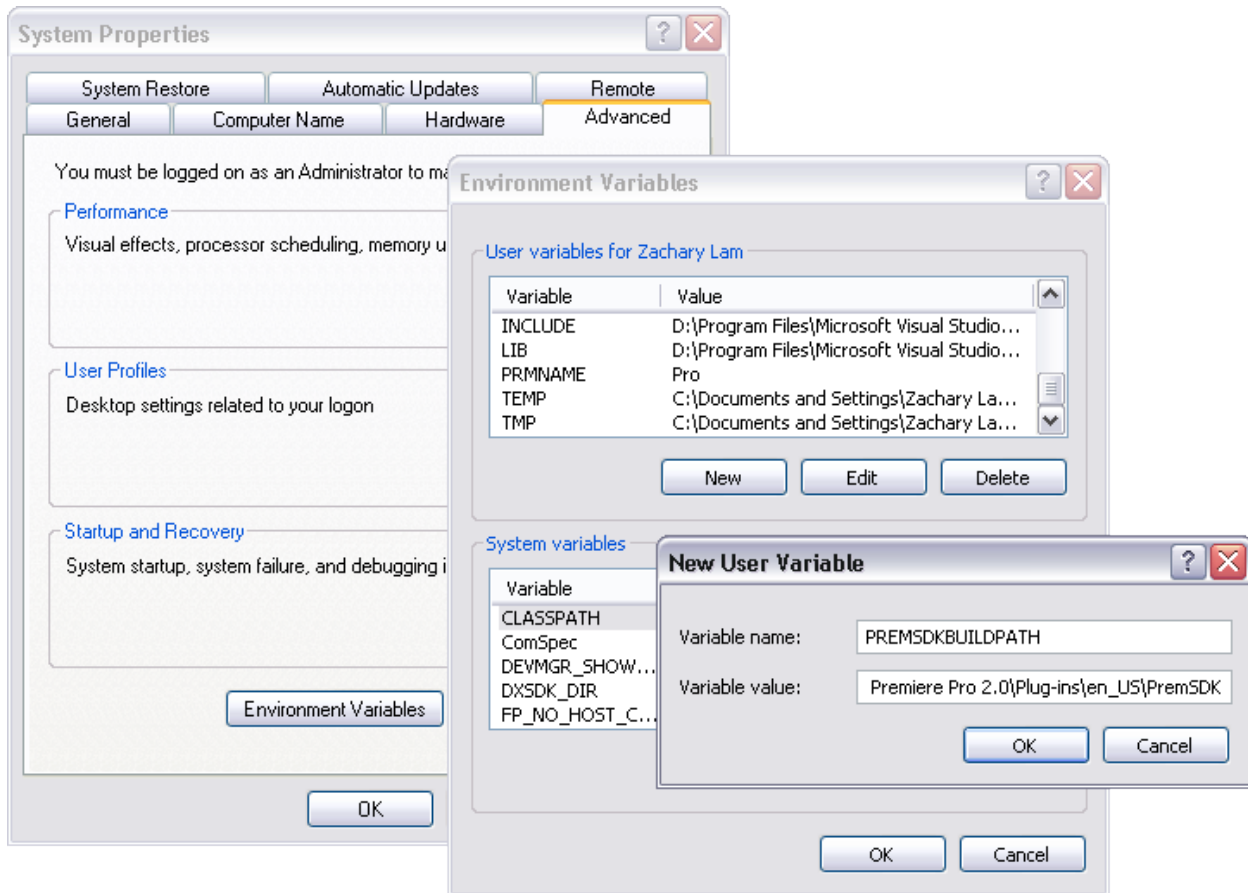 System Properties
System Restore Automatic Updates Remote
General Computer Name Hardware Advanced
You must be logged on as an Administrator to ma
Performance
Visual effects, processor scheduling, memory u
User Profiles
Desktop settings related to your logon
Startup and Recovery
System startup, system failure, and debugging i
Environment Variables
OK
Environment Variables
User variables for Zachary Lam
Variable Value
INCLUDE D:\Program Files\Microsoft Visual Studio...
LIB D:\Program Files\Microsoft Visual Studio...
PRMNAME Pro
TEMP C:\Documents and Settings\Zachary La...
TMP C:\Documents and Settings\Zachary La...
New Edit Delete
System variables
Variable
CLASSPATH
ComSpec
DEVMGR_SHOW...
DXSDK_DIR
FP_NO_HOST_C...
OK Cancel
New User Variable
Variable name: PREMSDKBUILDPATH
Variable value: Premiere Pro 2.0\Plug-ins\en_US\PremSDK
OK Cancel